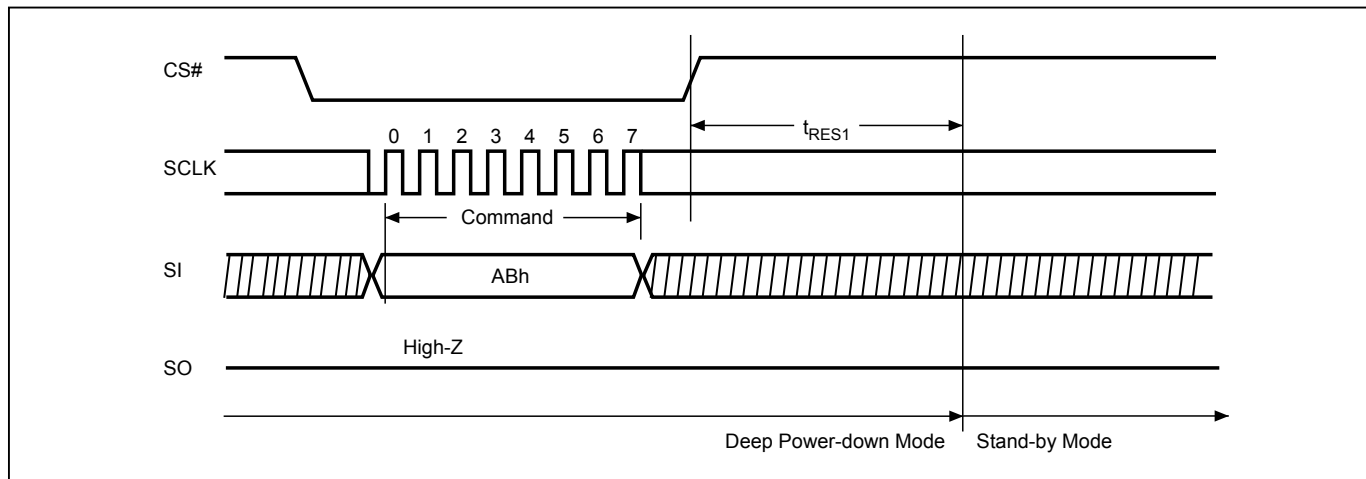 CS#
tRES1
0 1 2 3 4 5 6 7
SCLK
Command
SI
ABh
High-Z
SO
Deep Power-down Mode Stand-by Mode